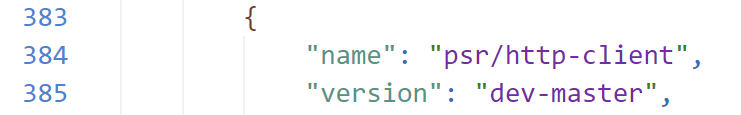 383 {
384 "name": "psr/http-client",
385 "version": "dev-master",